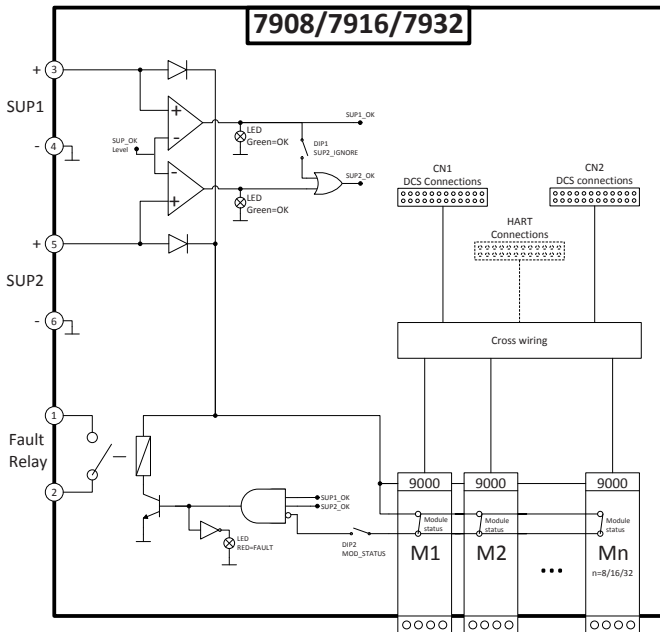 7908/7916/7932
+
3
SUP1
-
4
+
-
SUP_OK
Level
-
+
LED
Green=OK
SUP1_OK
DIP1
SUP2_IGNORE
SUP2_OK
LED
Green=OK
+
5
SUP2
-
6
CN1
DCS Connections
CN2
DCS Connections
HART
Connections
Cross wiring
1
Fault
Relay
2
SUP1_OK
SUP2_OK
LED
RED=FAULT
DIP2
MOD_STATUS
9000
9000
9000
Module
status
Module
status
Module
status
M1
M2
...
Mn
n=8/16/32